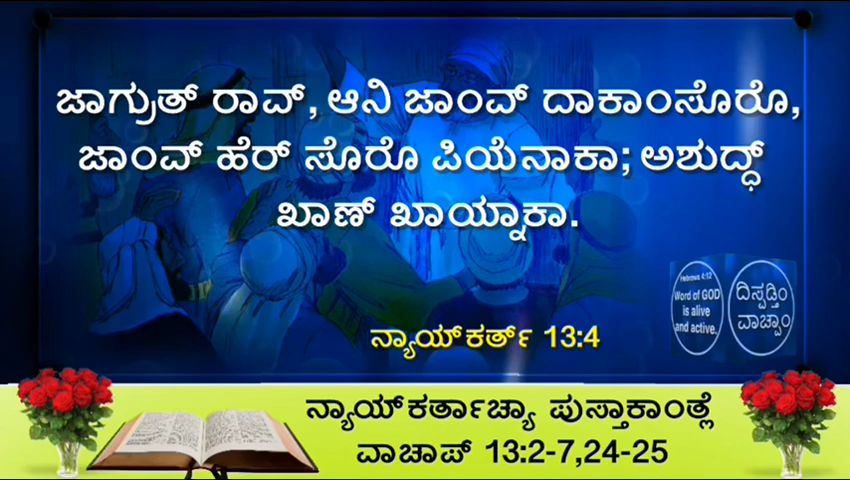 ಜಾಗ್ರುತ್ ರಾವ್, ಆನಿ ಜಾಂವ್ ದಾಕಾಂಸೊರೊ,
ಜಾಂವ್ ಹೆರ್ ಸೊರೊ ಪಿಯೆನಾಕಾ; ಅಶುದ್ಧ್
ಖಾಣ್ ಖಾಯ್ನಾಕಾ.
Hebrews 4:12
Word of GOD
is alive
and active,
ದಿಸ್ಪಡ್ತಿಂ
ವಾಚ್ಪಾಂ
ನ್ಯಾಯ್‌ಕರ್ತ್ 13:4
ನ್ಯಾಯ್‌ಕರ್ತಾಚ್ಯಾ ಪುಸ್ತಾಕಾಂತ್ಲೆ
ವಾಚಾಪ್ 13:2-7,24-25